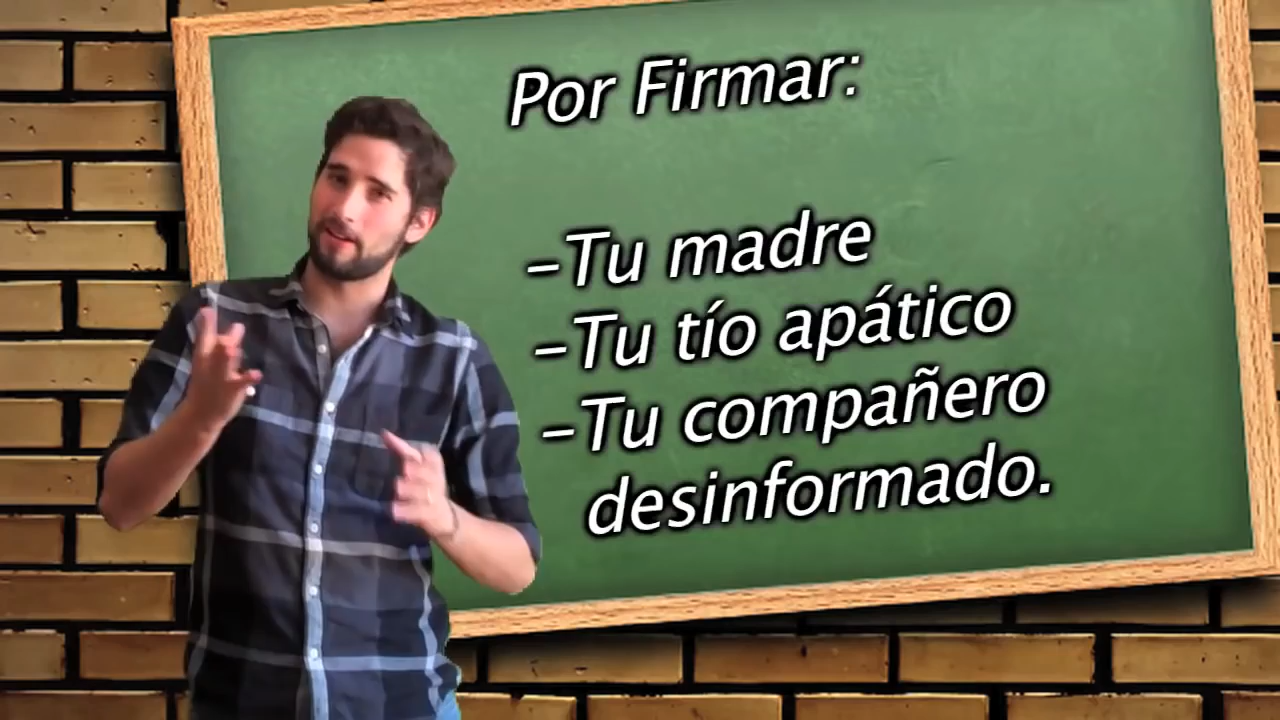 Por Firmar:
-Tu madre
-Tu tío apático
-Tu compañero
desinformado.